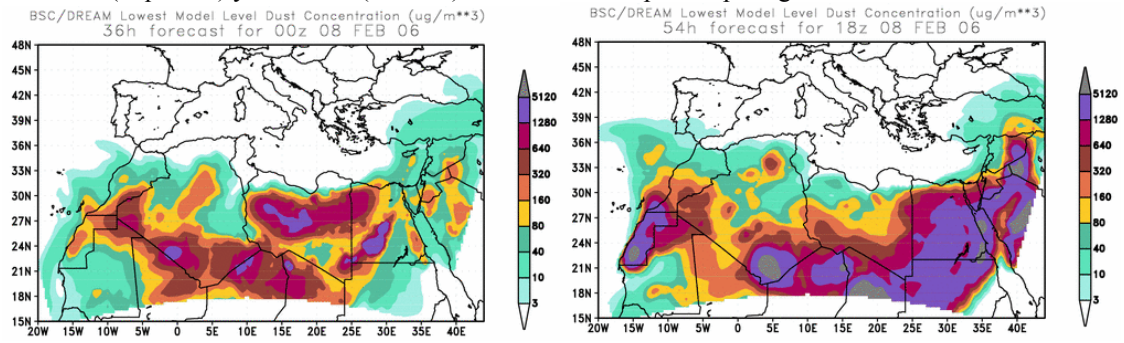 BSC/DREAM Lowest Model Level Dust Concentration (ug/m**3)
36h forecast for 00z 08 FEB 06
48N
45N
42N
39N
36N
33N
30N
27N
24N
21N
18N
15N
20W 15W 10W 5W 0 5E 10E 15E 20E 25E 30E 35E 40E
5120
1280
640
320
160
80
40
10
3
BSC/DREAM Lowest Model Level Dust Concentration (ug/m**3)
54h forecast for 18z 08 FEB 06
48N
45N
42N
39N
36N
33N
30N
27N
24N
21N
18N
15N
20W 15W 10W 5W 0 5E 10E 15E 20E 25E 30E 35E 40E
5120
1280
640
320
160
80
40
10
3